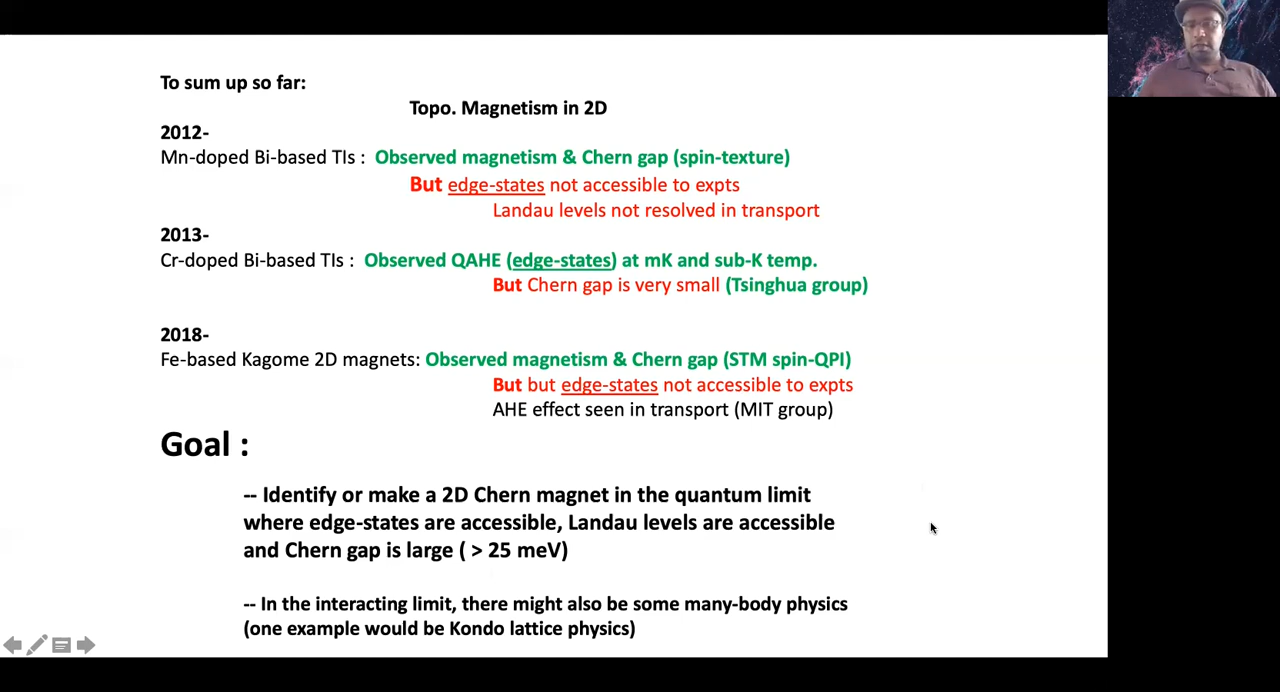 To sum up so far:
Topo. Magnetism in 2D
2012-
Mn-doped Bi-based TIs : Observed magnetism & Chern gap (spin-texture)
But edge-states not accessible to expts
Landau levels not resolved in transport
2013-
Cr-doped Bi-based TIs : Observed QAHE (edge-states) at mK and sub-K temp.
But Chern gap is very small (Tsinghua group)
2018-
Fe-based Kagome 2D magnets: Observed magnetism & Chern gap (STM spin-QPI)
But but edge-states not accessible to expts
AHE effect seen in transport (MIT group)
Goal :
-- Identify or make a 2D Chern magnet in the quantum limit
where edge-states are accessible, Landau levels are accessible
and Chern gap is large ( > 25 meV)
-- In the interacting limit, there might also be some many-body physics
(one example would be Kondo lattice physics)